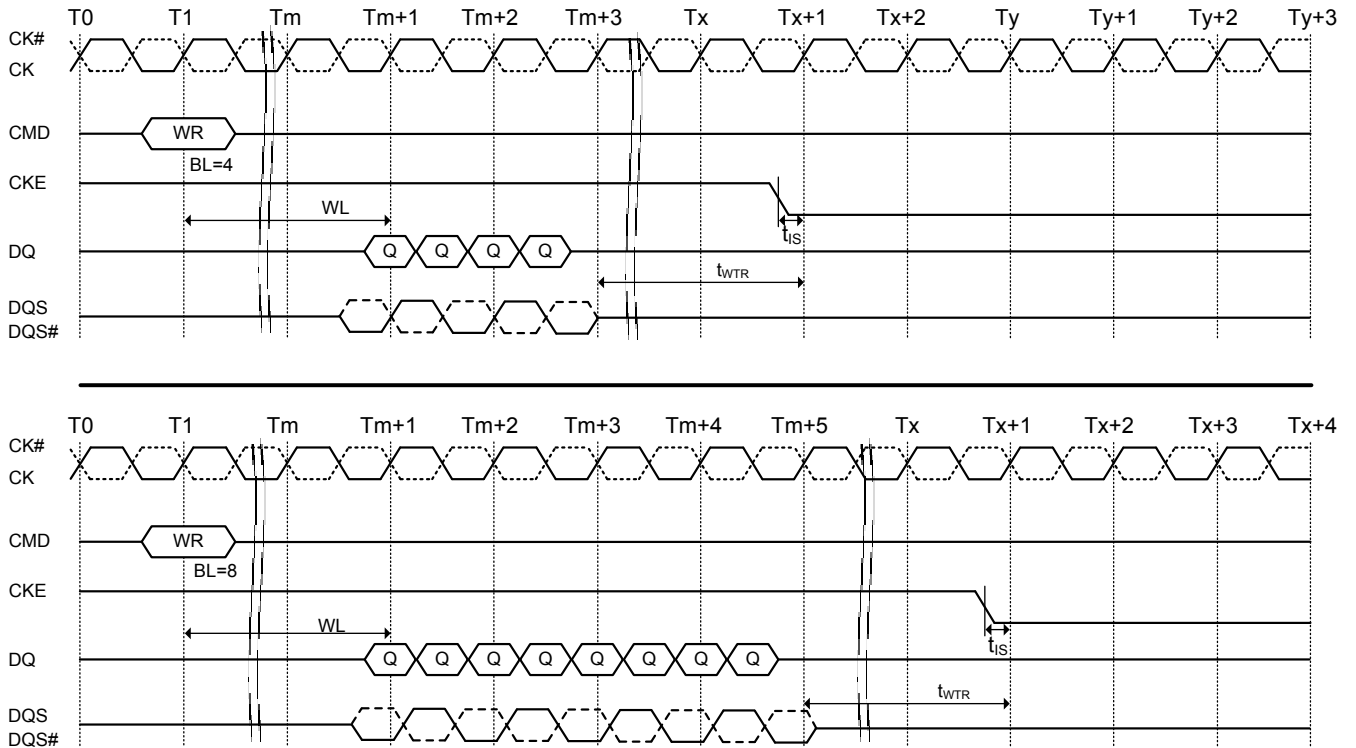 T0 T1 Tm Tm+1 Tm+2 Tm+3 Tx Tx+1 Tx+2 Ty Ty+1 Ty+2 Ty+3
CK#
CK
CMD WR
BL=4
CKE
WL
tIS
DQ Q Q Q Q
tWTR
DQS
DQS#
T0 T1 Tm Tm+1 Tm+2 Tm+3 Tm+4 Tm+5 Tx Tx+1 Tx+2 Tx+3 Tx+4
CK#
CK
CMD WR
BL=8
CKE
WL
tIS
DQ Q Q Q Q Q Q Q Q
tWTR
DQS
DQS#